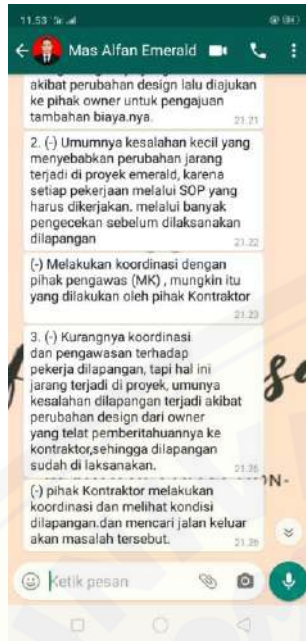 11.53
Mas Alfan Emerald
akibat perubahan design lalu diajukan
ke pihak owner untuk pengajuan
tambahan biaya.nya.
21.21
2. (-) Umumnya kesalahan kecil yang
menyebabkan perubahan jarang
terjadi di proyek emerald, karena
setiap pekerjaan melalui SOP yang
harus dikerjakan. melalui banyak
pengecekan sebelum dilaksanakan
dilapangan
21.22
(-) Melakukan koordinasi dengan
pihak pengawas (MK) , mungkin itu
yang dilakukan oleh pihak Kontraktor
21.23
3. (-) Kurangnya koordinasi
dan pengawasan terhadap
pekerja dilapangan, tapi hal ini
jarang terjadi di proyek, umunya
kesalahan dilapangan terjadi akibat
perubahan design dari owner
yang telat pemberitahuannya ke
kontraktor,sehingga dilapangan
sudah di laksanakan.
(-) pihak Kontraktor melakukan
koordinasi dan melihat kondisi
dilapangan.dan mencari jalan keluar
akan masalah tersebut.
Ketik pesan